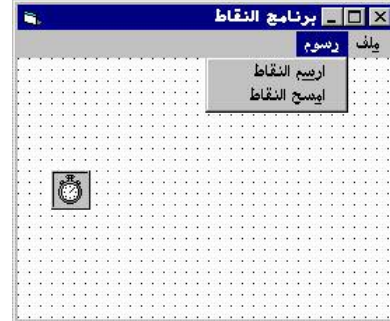 برنامج النقاط
ملف رسوم
ارسم النقاط
امسح النقاط